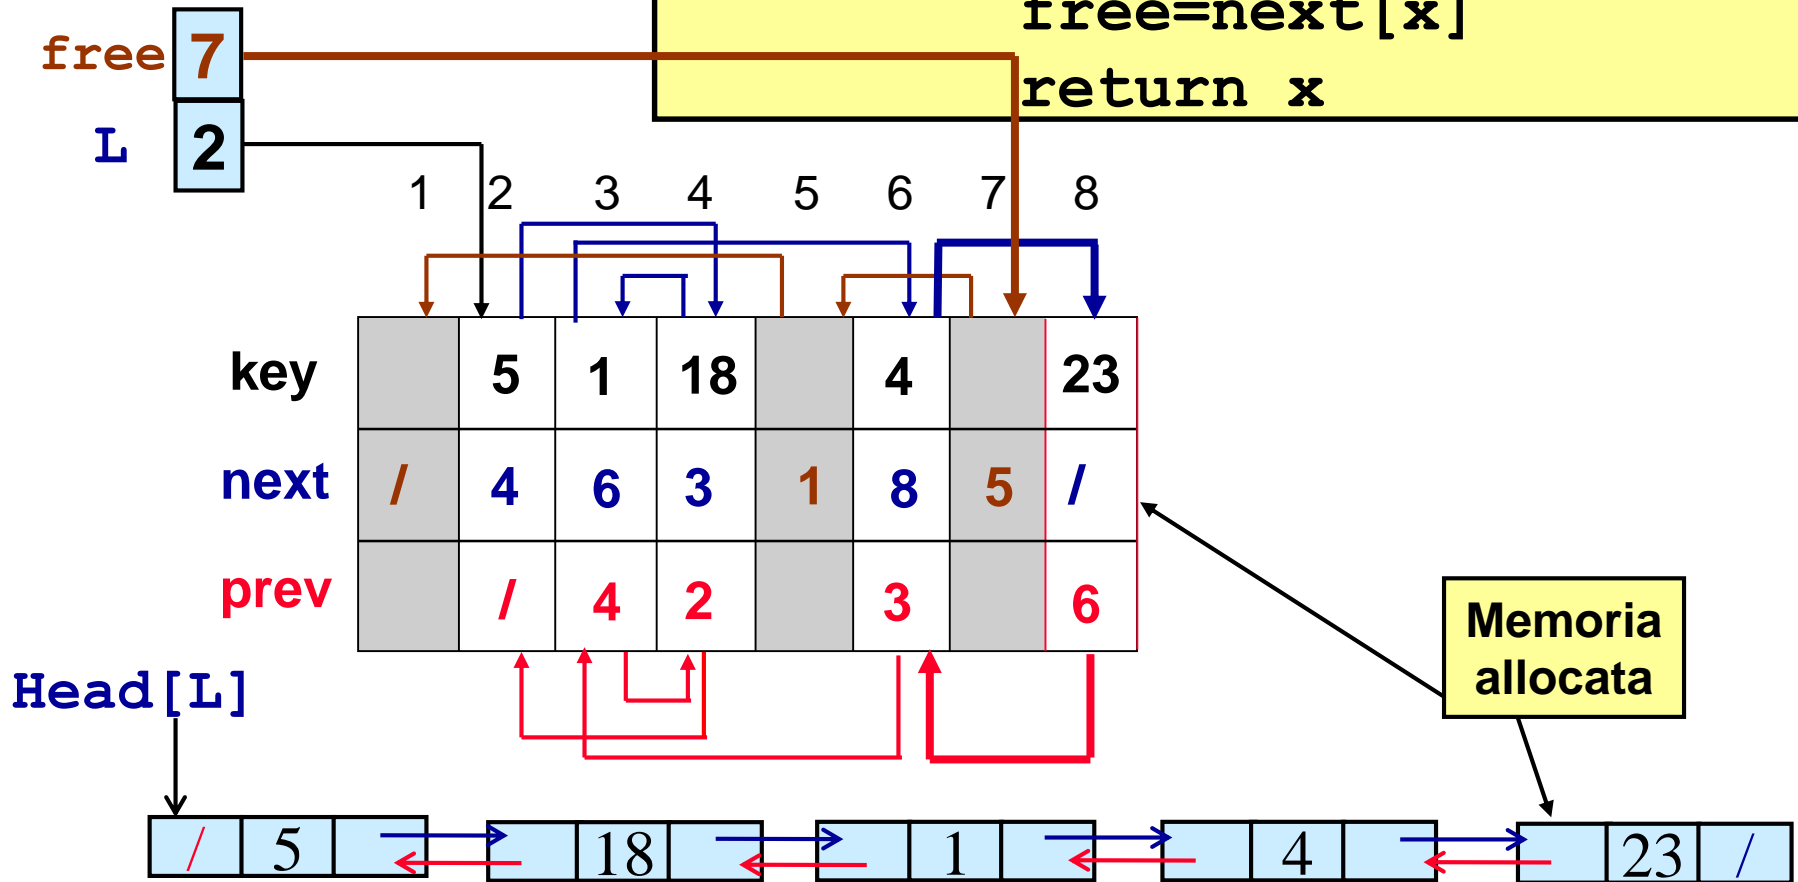 free=next[x]
return x
free 7
L 2
1 2 3 4 5 6 7 8
key 5 1 18 4 23
next / 4 6 3 1 8 5 /
prev / 4 2 3 6
Memoria
allocata
Head[L]
/ 5 18 1 4 23 /